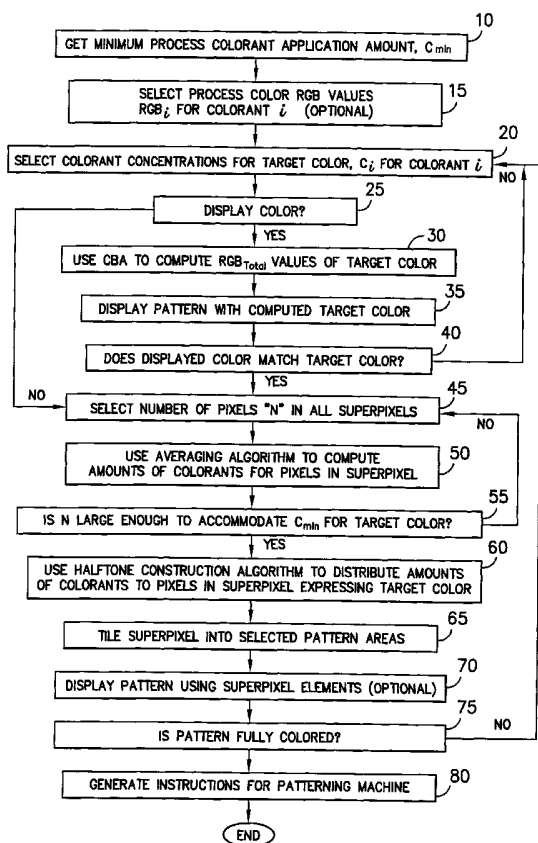 10
GET MINIMUM PROCESS COLORANT APPLICATION AMOUNT, Cmin
SELECT PROCESS COLOR RGB VALUES
RGBi FOR COLORANT i (OPTIONAL)
15
20
SELECT COLORANT CONCENTRATIONS FOR TARGET COLOR, Ci FOR COLORANT i
NO
25
DISPLAY COLOR?
YES
30
USE CBA TO COMPUTE RGBTotal VALUES OF TARGET COLOR
35
DISPLAY PATTERN WITH COMPUTED TARGET COLOR
40
DOES DISPLAYED COLOR MATCH TARGET COLOR?
YES
NO
45
SELECT NUMBER OF PIXELS "N" IN ALL SUPERPIXELS
NO
USE AVERAGING ALGORITHM TO COMPUTE
AMOUNTS OF COLORANTS FOR PIXELS IN SUPERPIXEL
50
55
IS N LARGE ENOUGH TO ACCOMMODATE Cmin FOR TARGET COLOR?
YES
60
USE HALFTONE CONSTRUCTION ALGORITHM TO DISTRIBUTE AMOUNTS
OF COLORANTS TO PIXELS IN SUPERPIXEL EXPRESSING TARGET COLOR
65
TILE SUPERPIXEL INTO SELECTED PATTERN AREAS
70
DISPLAY PATTERN USING SUPERPIXEL ELEMENTS (OPTIONAL)
75
NO
IS PATTERN FULLY COLORED?
GENERATE INSTRUCTIONS FOR PATTERNING MACHINE
80
END